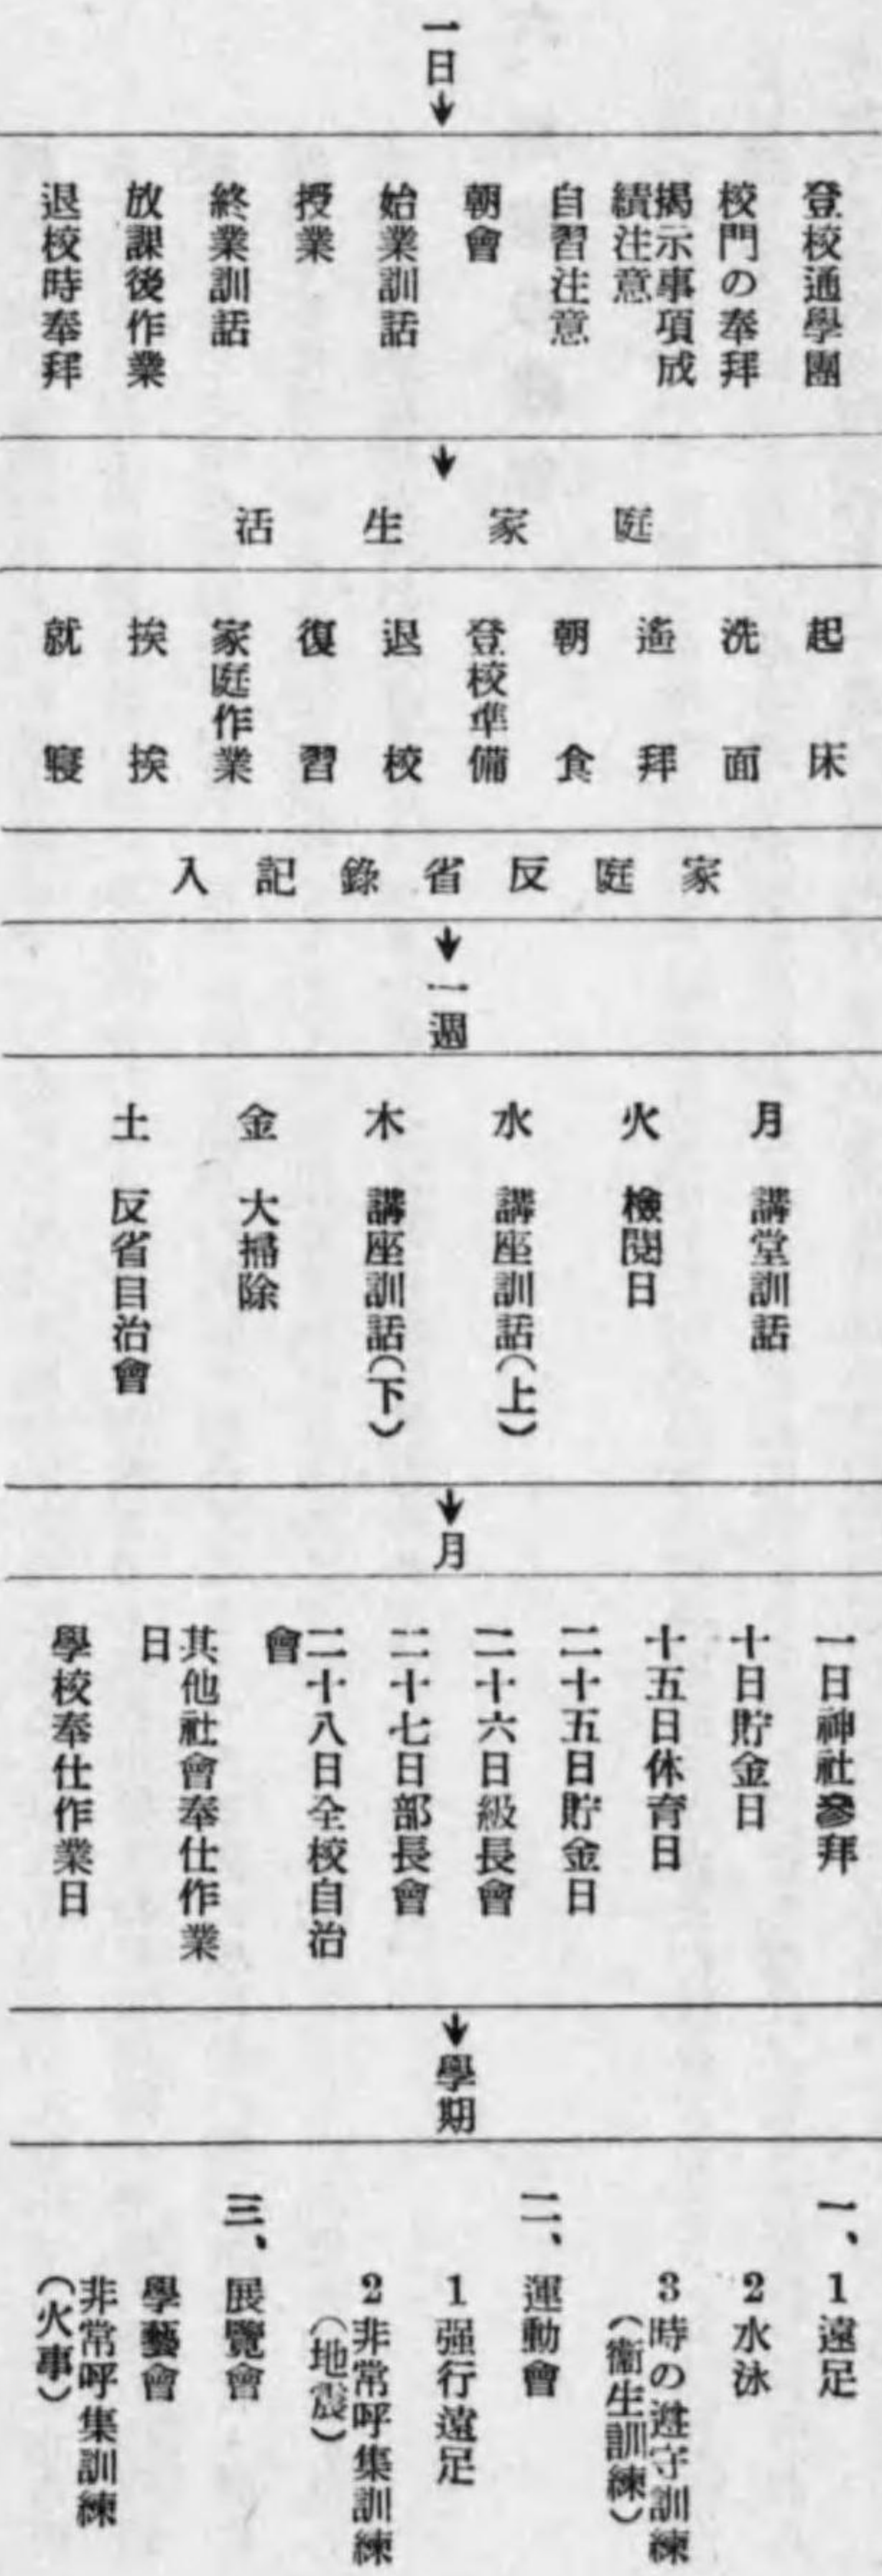 一日↓
登校通學團
校門の奉拜
揭示事項成
績注意
自習注意
朝會
始業訓話
授業
終業訓話
放課後作業
退校時奉拜
↓
庭家生活
起床
洗面
遙拜
朝食
登校準備
退校
復習
家庭作業
挨拶
就寢
家庭反省錄記入
↓一週
月 講堂訓話
火 檢閱日
水 講座訓話(上)
木 講座訓話(下)
金 大掃除
土 反省自治會
↓月
一日神社參拜
十日貯金日
十五日休育日
二十五日貯金日
二十六日級長會
二十七日部長會
二十八日全校自治
會
其他社會奉仕作業
日
學校奉仕作業日
↓學期
一、1遠足
2水泳
3時の遵守訓練
(衞生訓練)
二、運動會
1强行遠足
2非常呼集訓練
(地震)
三、展覽會
學藝會
非常呼集訓練
(火事)